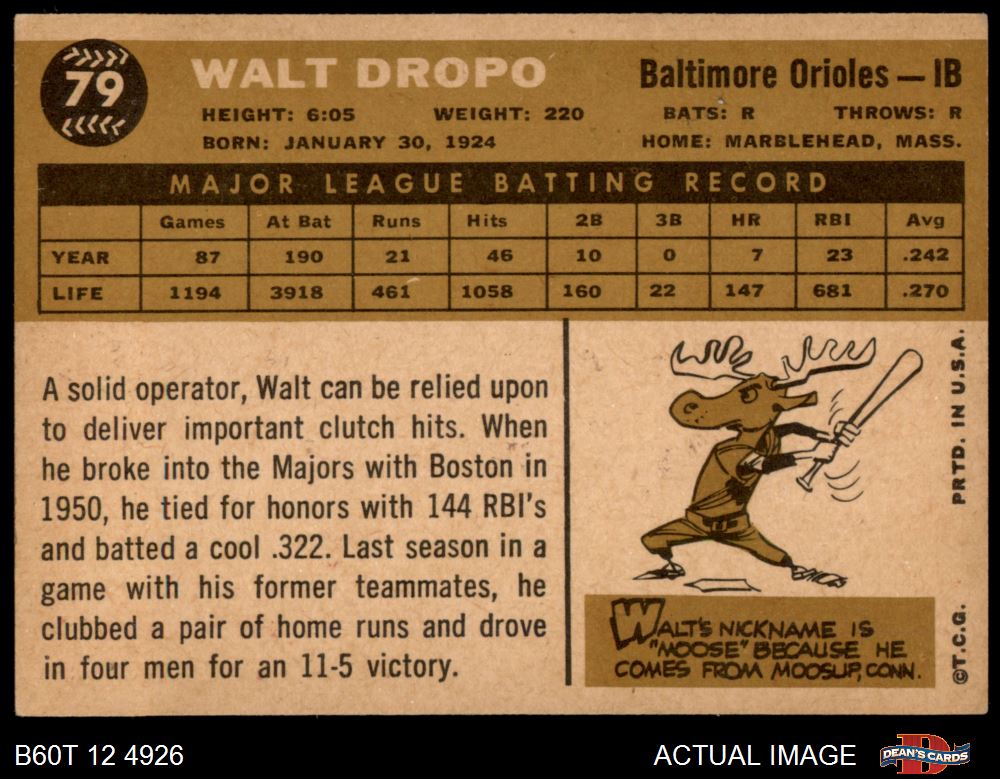 79
WALT DROPO
Baltimore Orioles — 1B
HEIGHT: 6:05 WEIGHT: 220 BATS: R THROWS: R
BORN: JANUARY 30, 1924 HOME: MARBLEHEAD, MASS.
MAJOR LEAGUE BATTING RECORD
Games At Bat Runs Hits 2B 3B HR RBI Avg
YEAR 87 190 21 46 10 0 7 23 .242
LIFE 1194 3918 461 1058 160 22 147 681 .270
A solid operator, Walt can be relied upon
to deliver important clutch hits. When
he broke into the Majors with Boston in
1950, he tied for honors with 144 RBI's
and batted a cool .322. Last season in a
game with his former teammates, he
clubbed a pair of home runs and drove
in four men for an 11-5 victory.
WALT'S NICKNAME IS
"MOOSE" BECAUSE HE
COMES FROM MOOSUP, CONN.
PRTD. IN U.S.A.
©T.C.G.
B60T 12 4926
ACTUAL IMAGE
DEAN'S CARDS